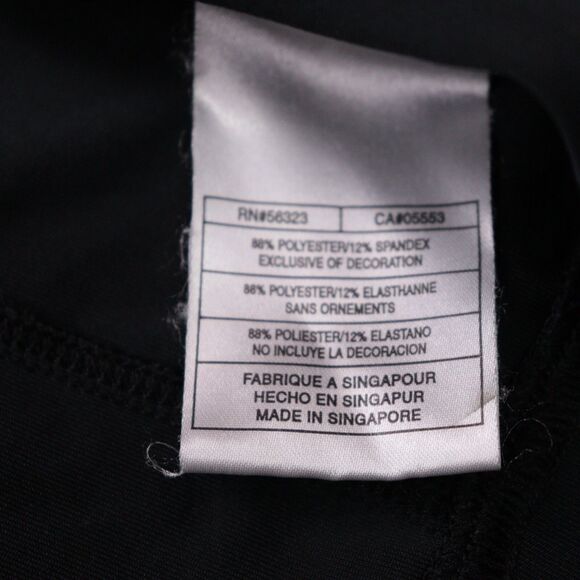 RN#56323 CA#05553
88% POLYESTER/12% SPANDEX
EXCLUSIVE OF DECORATION
88% POLYESTER/12% ELASTHANNE
SANS ORNEMENTS
88% POLIESTER/12% ELASTANO
NO INCLUYE LA DECORACION
FABRIQUE A SINGAPOUR
HECHO EN SINGAPUR
MADE IN SINGAPORE